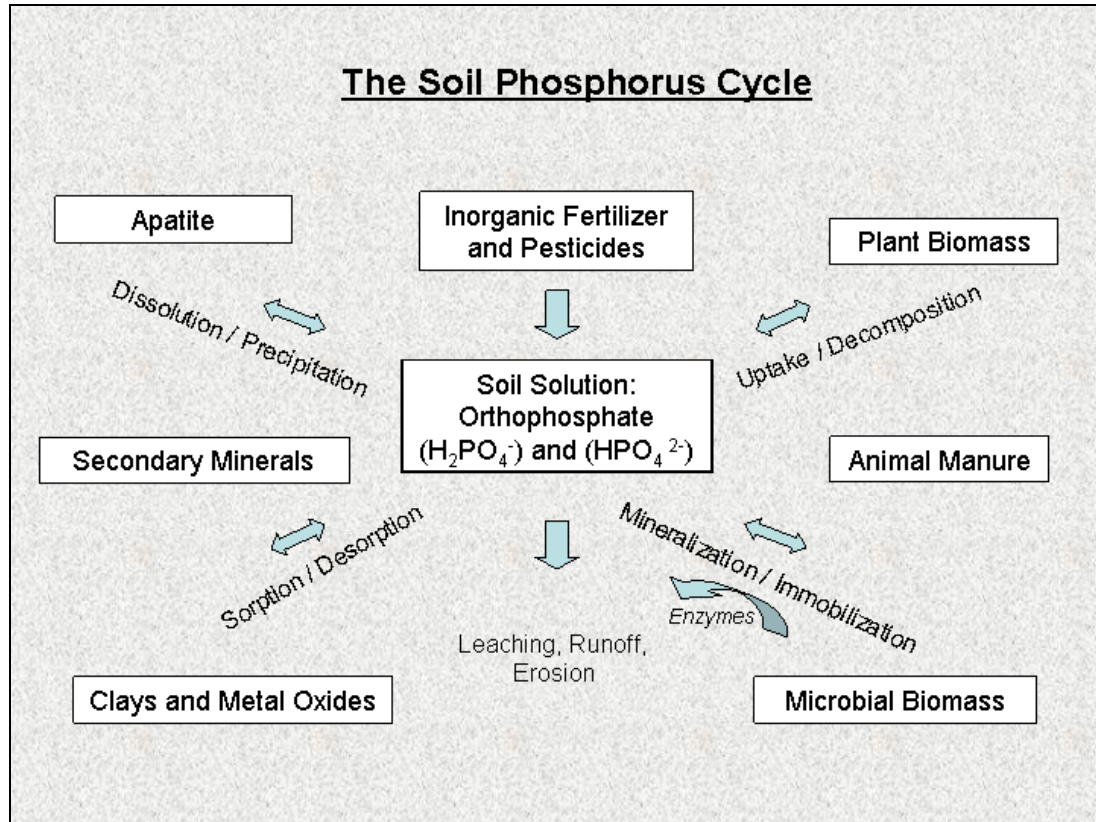 The Soil Phosphorus Cycle
Apatite
Inorganic Fertilizer
and Pesticides
Plant Biomass
Dissolution / Precipitation
Uptake / Decomposition
Soil Solution:
Orthophosphate
(H₂PO₄⁻) and (HPO₄ ²⁻)
Secondary Minerals
Animal Manure
Sorption / Desorption
Mineralization / Immobilization
Enzymes
Leaching, Runoff,
Erosion
Clays and Metal Oxides
Microbial Biomass